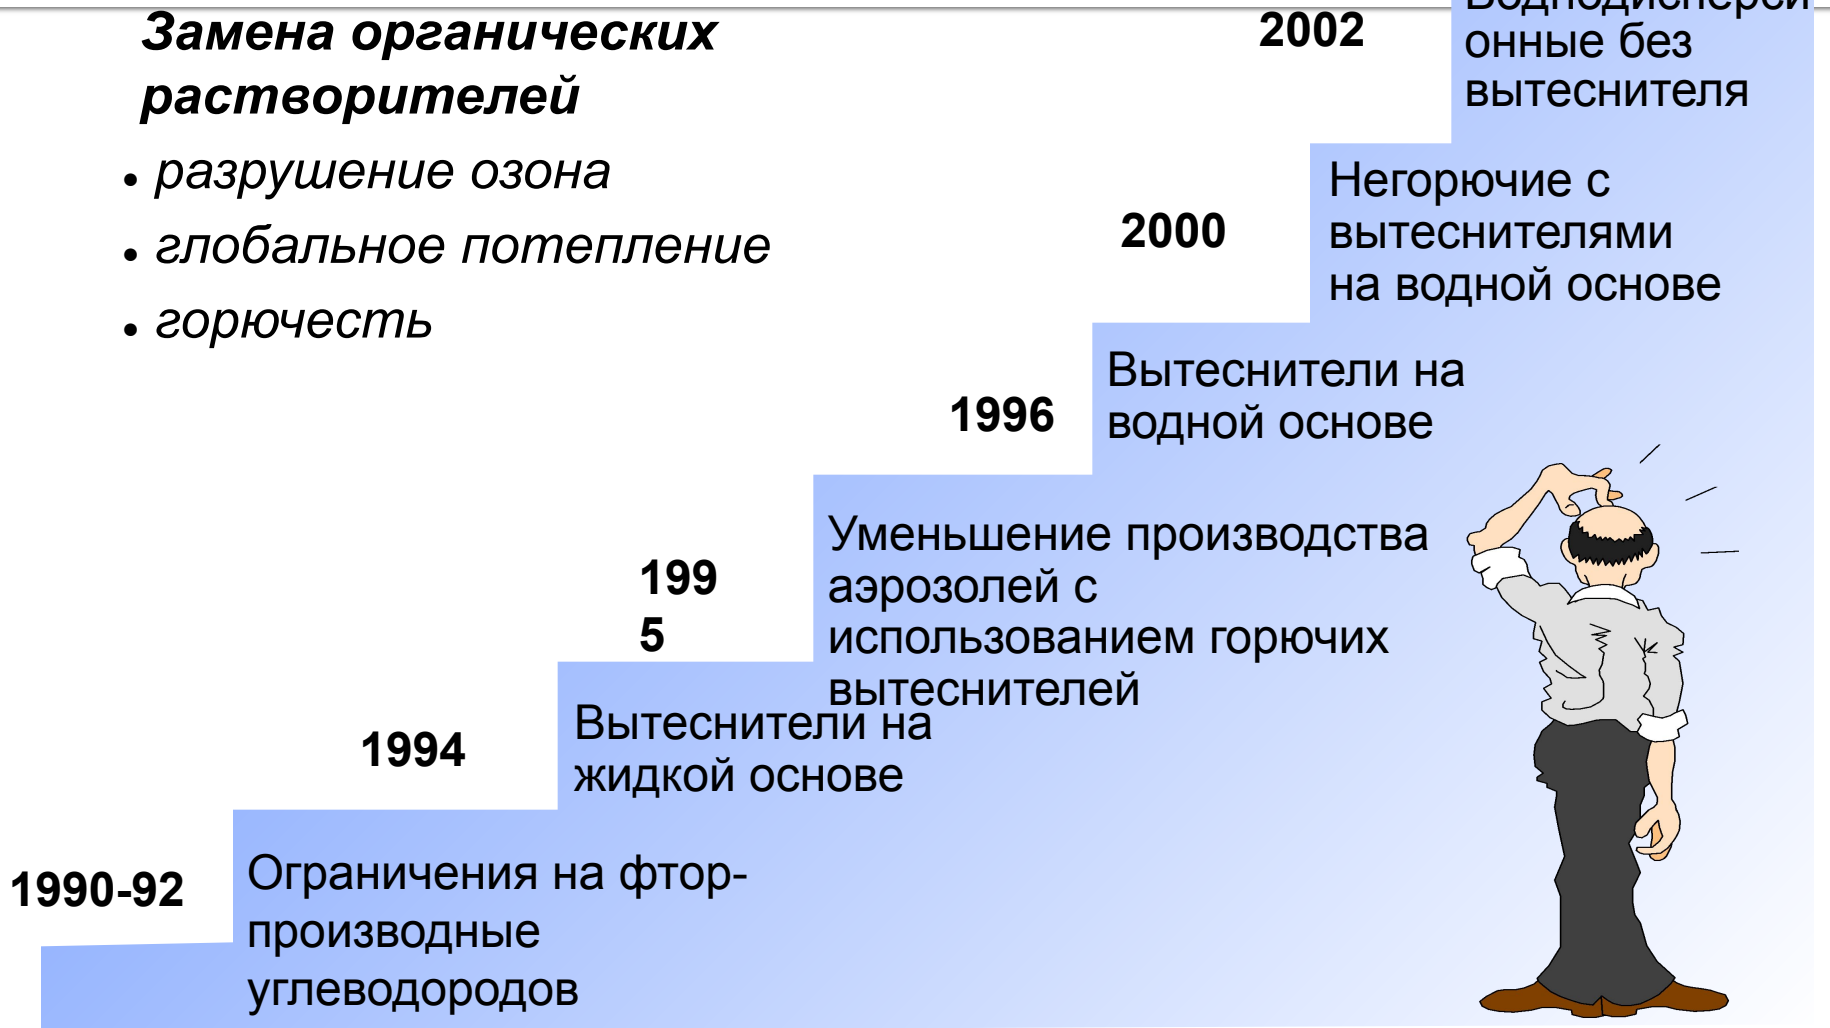 Замена органических
растворителей
• разрушение озона
• глобальное потепление
• горючесть
2002
онные без
вытеснителя
2000
Негорючие с
вытеснителями
на водной основе
1996
Вытеснители на
водной основе
199
5
Уменьшение производства
аэрозолей с
использованием горючих
вытеснителей
1994
Вытеснители на
жидкой основе
1990-92
Ограничения на фтор-
производные
углеводородов